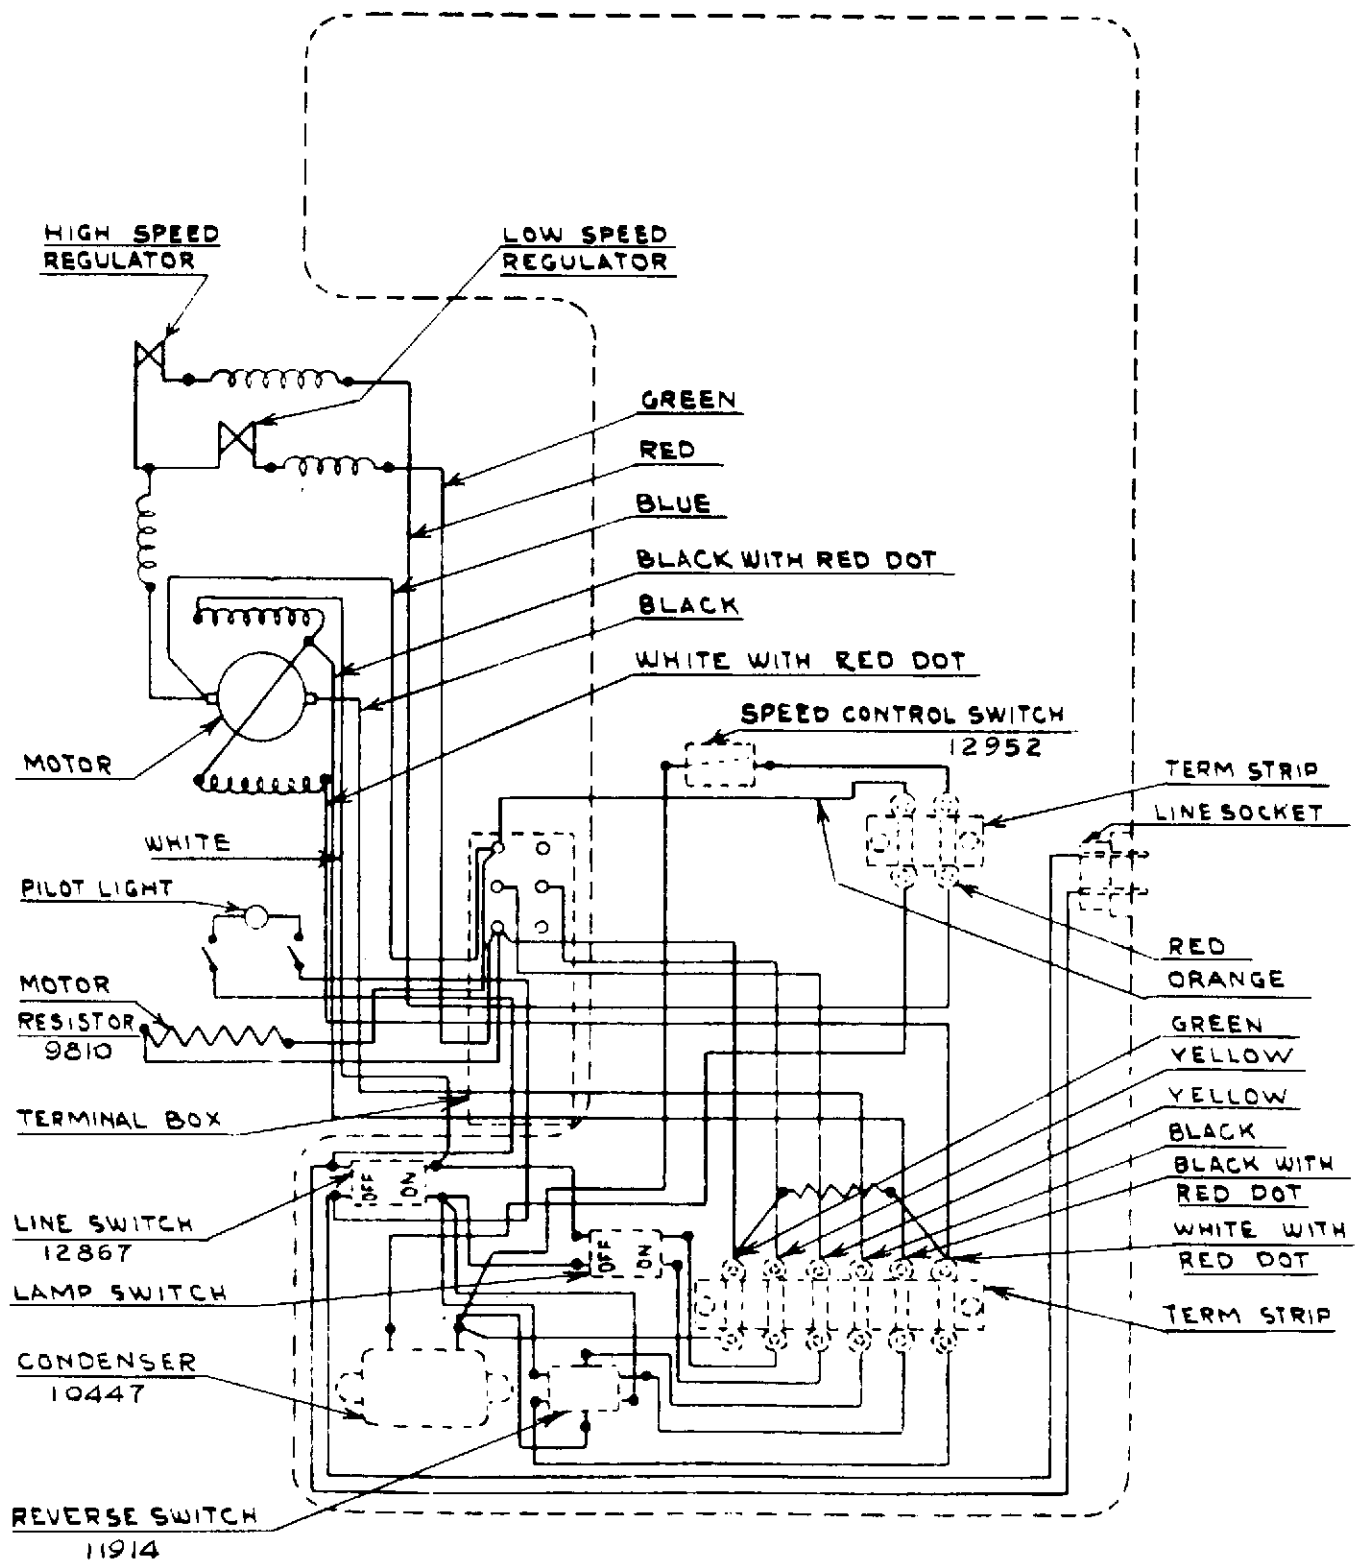 HIGH SPEED
REGULATOR
LOW SPEED
REGULATOR
GREEN
RED
BLUE
BLACK WITH RED DOT
BLACK
WHITE WITH RED DOT
SPEED CONTROL SWITCH
12952
MOTOR
TERM STRIP
LINE SOCKET
WHITE
PILOT LIGHT
RED
ORANGE
MOTOR
RESISTOR
9810
GREEN
YELLOW
YELLOW
BLACK
BLACK WITH
RED DOT
WHITE WITH
RED DOT
TERM STRIP
TERMINAL BOX
OFF
ON
LINE SWITCH
12867
OFF
ON
LAMP SWITCH
CONDENSER
10447
REVERSE SWITCH
11914